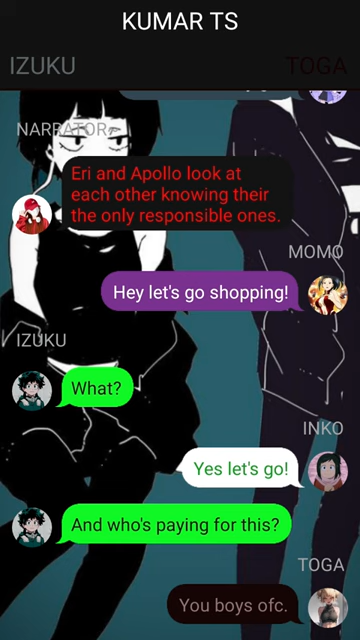 KUMAR TS
IZUKU
TOGA
NARRATOR
Eri and Apollo look at
each other knowing their
the only responsible ones.
MOMO
Hey let's go shopping!
IZUKU
What?
INKO
Yes let's go!
And who's paying for this?
TOGA
You boys ofc.